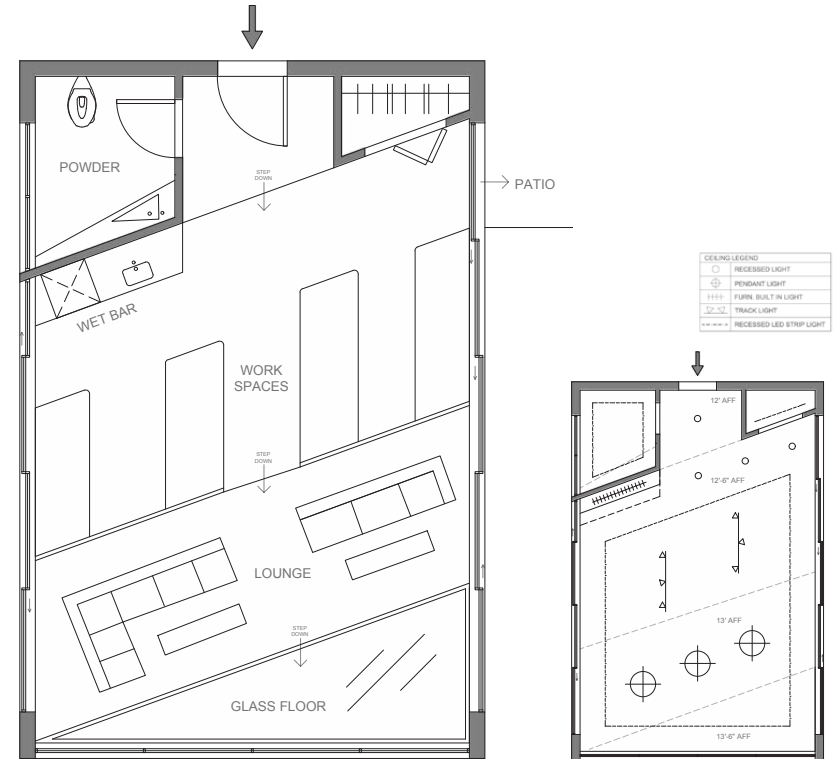 POWDER
STEP
DOWN
PATIO
WET BAR
WORK
SPACES
STEP
DOWN
LOUNGE
STEP
DOWN
GLASS FLOOR
CEILING LEGEND
RECESSED LIGHT
PENDANT LIGHT
FURN. BUILT IN LIGHT
TRACK LIGHT
RECESSED LED STRIP LIGHT
12' AFF
12'-6" AFF
13' AFF
13'-6" AFF